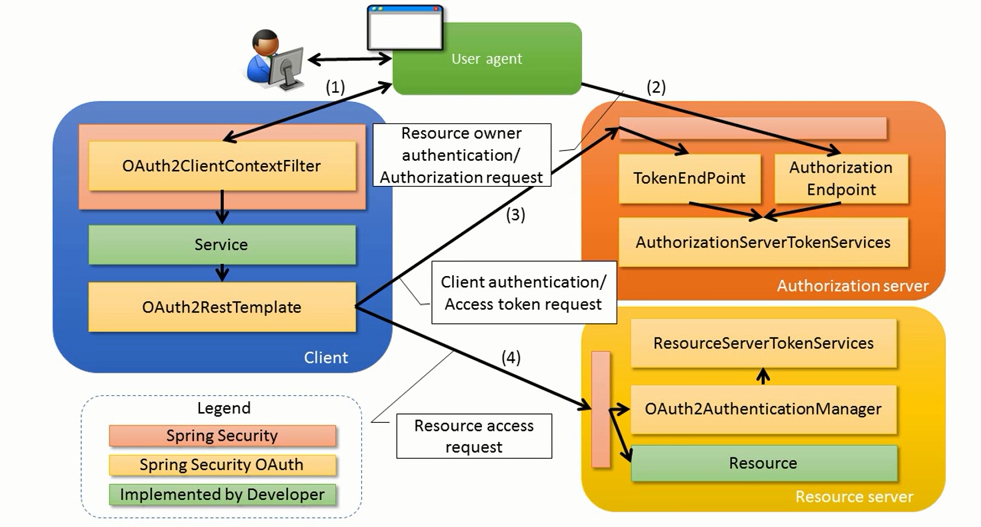 User agent
(1)
(2)
Resource owner
authentication/
Authorization request
OAuth2ClientContextFilter
Service
OAuth2RestTemplate
Client
(3)
TokenEndPoint
Authorization
Endpoint
AuthorizationServerTokenServices
Authorization server
Client authentication/
Access token request
(4)
Resource access
request
ResourceServerTokenServices
OAuth2AuthenticationManager
Resource
Resource server
Legend
Spring Security
Spring Security OAuth
Implemented by Developer